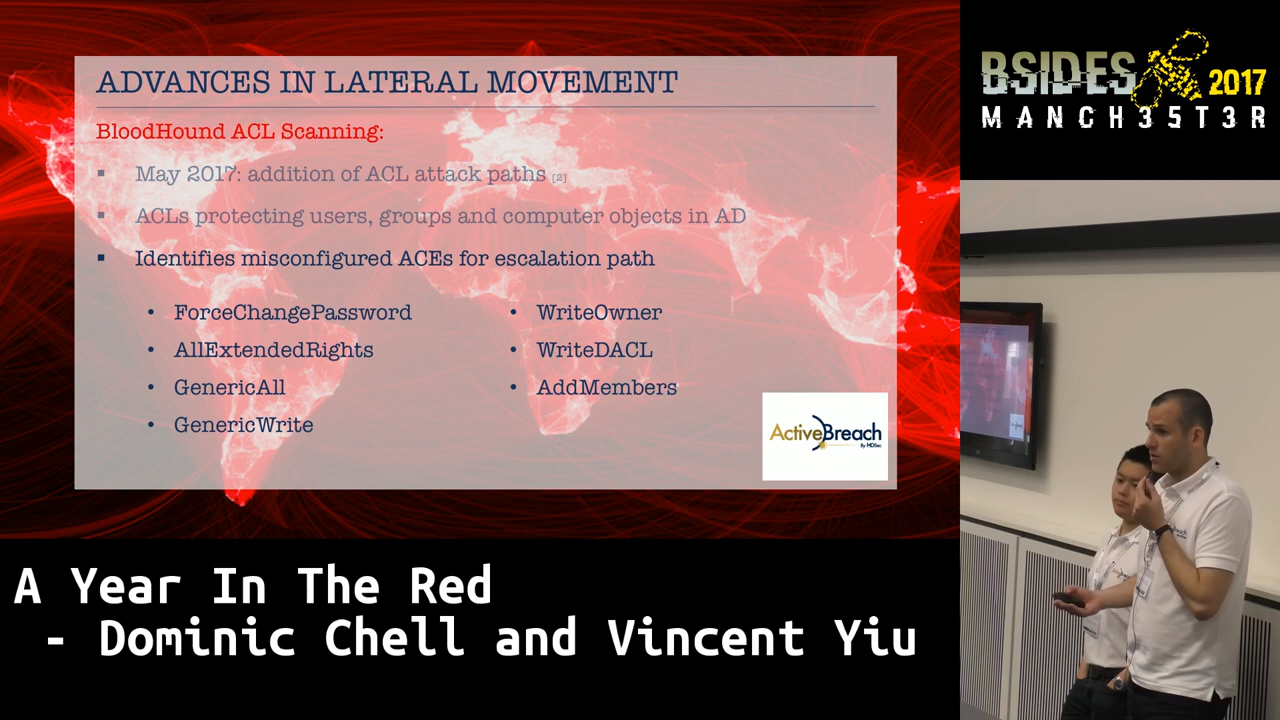 ADVANCES IN LATERAL MOVEMENT
BloodHound ACL Scanning:
▪ May 2017: addition of ACL attack paths [2]
▪ ACLs protecting users, groups and computer objects in AD
▪ Identifies misconfigured ACEs for escalation path
• ForceChangePassword
• AllExtendedRights
• GenericAll
• GenericWrite
• WriteOwner
• WriteDACL
• AddMembers
ActiveBreach
By MDSec
A Year In The Red
- Dominic Chell and Vincent Yiu
BSIDES 2017
MANCH35T3R